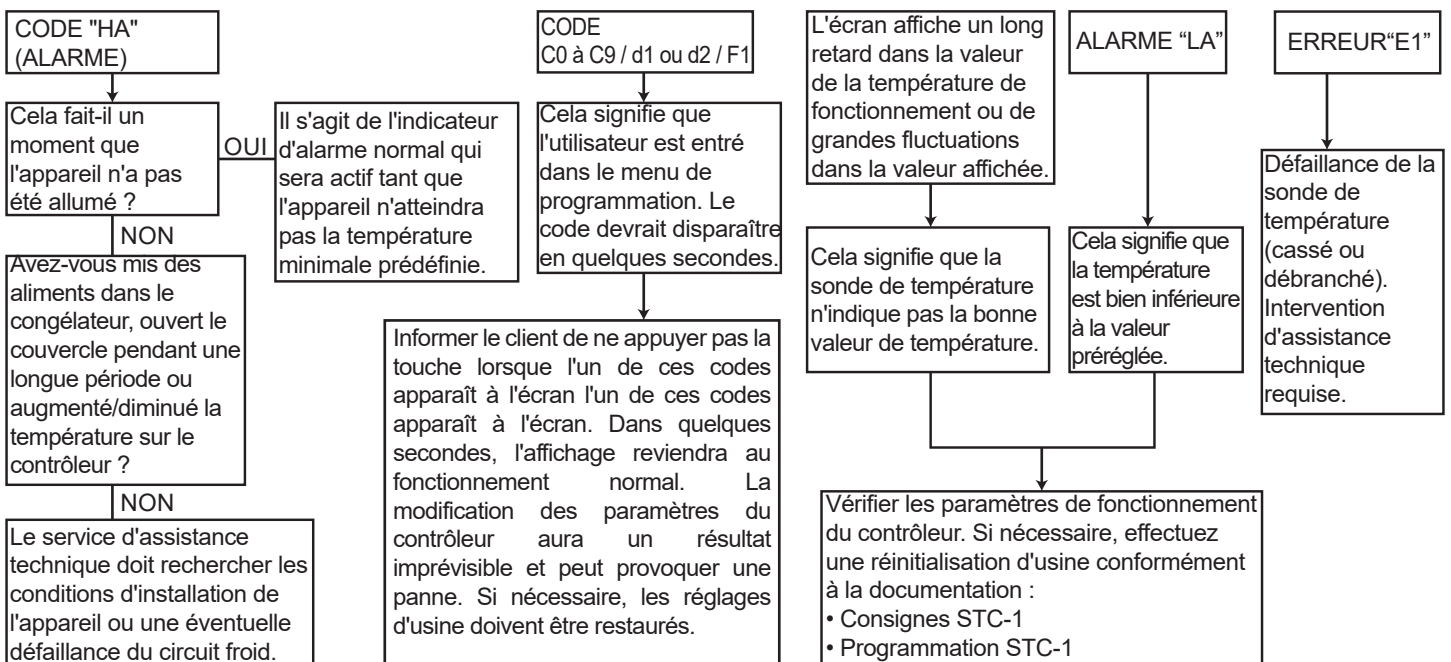 CODE "HA"
(ALARME)
Cela fait-il un
moment que
l'appareil n'a pas
été allumé ?
OUI
Il s'agit de l'indicateur
d'alarme normal qui
sera actif tant que
l'appareil n'atteindra
pas la température
minimale prédéfinie.
NON
Avez-vous mis des
aliments dans le
congélateur, ouvert le
couvercle pendant une
longue période ou
augmenté/diminué la
température sur le
contrôleur ?
NON
Le service d'assistance
technique doit rechercher les
conditions d'installation de
l'appareil ou une éventuelle
défaillance du circuit froid.
CODE
C0 à C9 / d1 ou d2 / F1
Cela signifie que
l'utilisateur est entré
dans le menu de
programmation. Le
code devrait disparaître
en quelques secondes.
Informer le client de ne appuyer pas la
touche lorsque l'un de ces codes
apparaît à l'écran l'un de ces codes
apparaît à l'écran. Dans quelques
secondes, l'affichage reviendra au
fonctionnement normal. La
modification des paramètres du
contrôleur aura un résultat
imprévisible et peut provoquer une
panne. Si nécessaire, les réglages
d'usine doivent être restaurés.
L'écran affiche un long
retard dans la valeur
de la température de
fonctionnement ou de
grandes fluctuations
dans la valeur affichée.
Cela signifie que la
sonde de température
n'indique pas la bonne
valeur de température.
ALARME “LA”
Cela signifie que
la température
est bien inférieure
à la valeur
préréglée.
Vérifier les paramètres de fonctionnement
du contrôleur. Si nécessaire, effectuez
une réinitialisation d'usine conformément
à la documentation :
• Consignes STC-1
• Programmation STC-1
ERREUR“E1”
Défaillance de la
sonde de
température
(cassé ou
débranché).
Intervention
d'assistance
technique
requise.